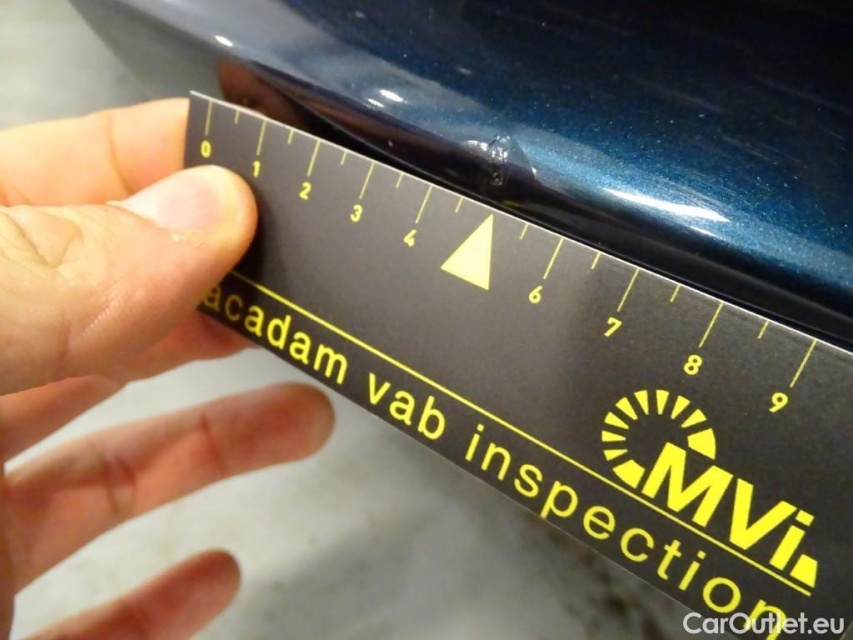 0 1 2 3 4 6 7 8 9
acadam vab inspection
MVi
CarOutlet.eu